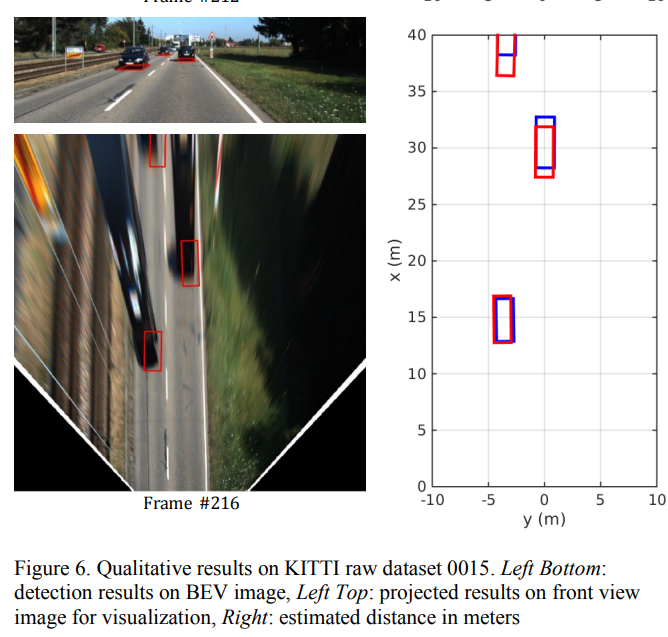 Frame #212
40
35
30
25
20
15
10
5
0
x (m)
-10 -5 0 5 10
y (m)
Frame #216
Figure 6. Qualitative results on KITTI raw dataset 0015. Left Bottom:
detection results on BEV image, Left Top: projected results on front view
image for visualization, Right: estimated distance in meters